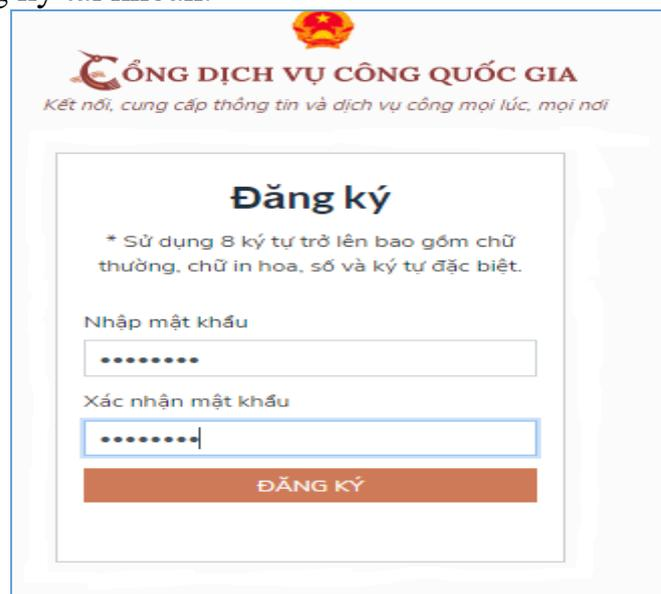 CỔNG DỊCH VỤ CÔNG QUỐC GIA
Kết nối, cung cấp thông tin và dịch vụ công mọi lúc, mọi nơi
Đăng ký
* Sử dụng 8 ký tự trở lên bao gồm chữ
thường, chữ in hoa, số và ký tự đặc biệt.
Nhập mật khẩu
••••••••
Xác nhận mật khẩu
••••••••
ĐĂNG KÝ